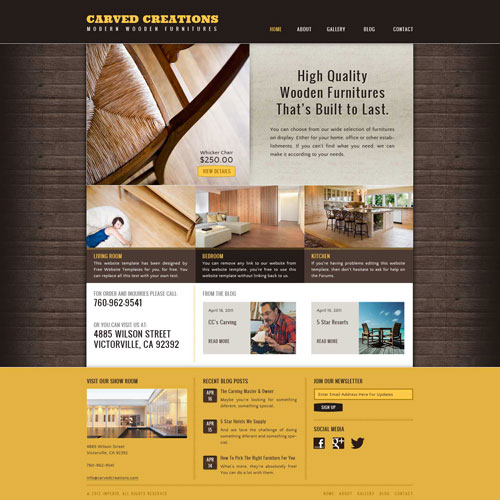 CARVED CREATIONS
MODERN WOODEN FURNITURES
HOME ABOUT GALLERY BLOG CONTACT
High Quality
Wooden Furnitures
That's Built to Last.
You can choose from our wide selection of furnitures
on display. Either for your home, office or other estab-
lishments. If you can't find what you need, we can
make it according to your needs.
Whicker Chair
$250.00
VIEW DETAILS
LIVING ROOM
This website template has been designed by
Free Website Templates for you, for free. You
can replace all this text with your own text.
BEDROOM
You can remove any link to our website from
this website template, you're free to use this
website template without linking back to us.
KITCHEN
If you're having problems editing this website
template, then don't hesitate to ask for help on
the Forums.
FOR ORDER AND INQUIRIES PLEASE CALL:
760-962-9541
OR YOU CAN VISIT US AT:
4885 WILSON STREET
VICTORVILLE, CA 92392
FROM THE BLOG
April 16, 2011
CC's Carving
READ MORE
April 15, 2011
5 Star Resorts
READ MORE
VISIT OUR SHOW ROOM
4885 Wilson Street
Victorville, CA 92392
760-962-9541
info@carvedcreations.com
RECENT BLOG POSTS
APR
16
The Carving Master & Owner
Maybe you're looking for something
different, something special.
APR
15
5 Star Hotels We Supply
And we love the challenge of doing
something different and something spe-
cial.
APR
14
How To Pick The Right Furniture For You
What's more, they're absolutely free!
You can do a lot with them.
JOIN OUR NEWSLETTER
Enter Email Address Here For Updates
SIGN UP
SOCIAL MEDIA
HOME ABOUT GALLERY BLOG CONTACT